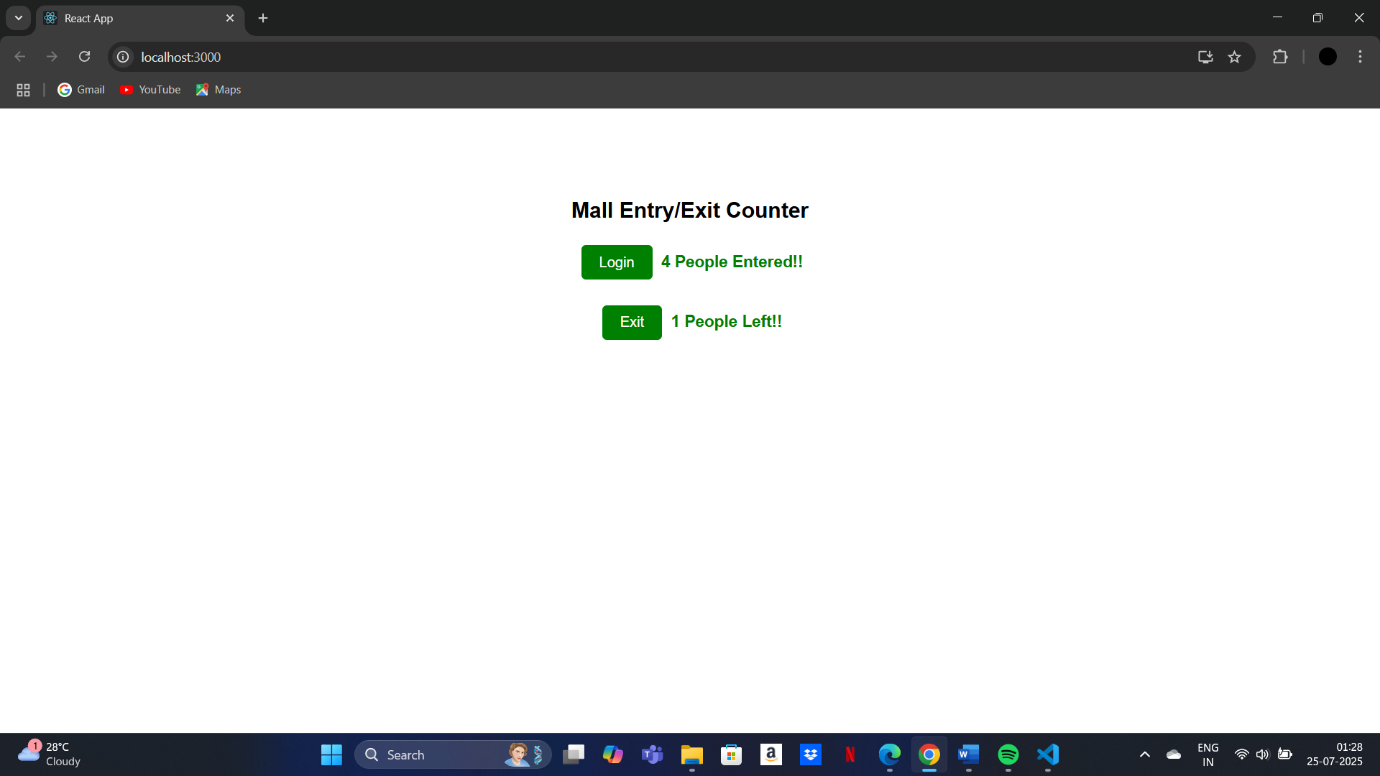 React App
localhost:3000
Gmail YouTube Maps
Mall Entry/Exit Counter
Login 4 People Entered!!
Exit 1 People Left!!
1
28°C
Cloudy
Search
ENG
IN
01:28
25-07-2025